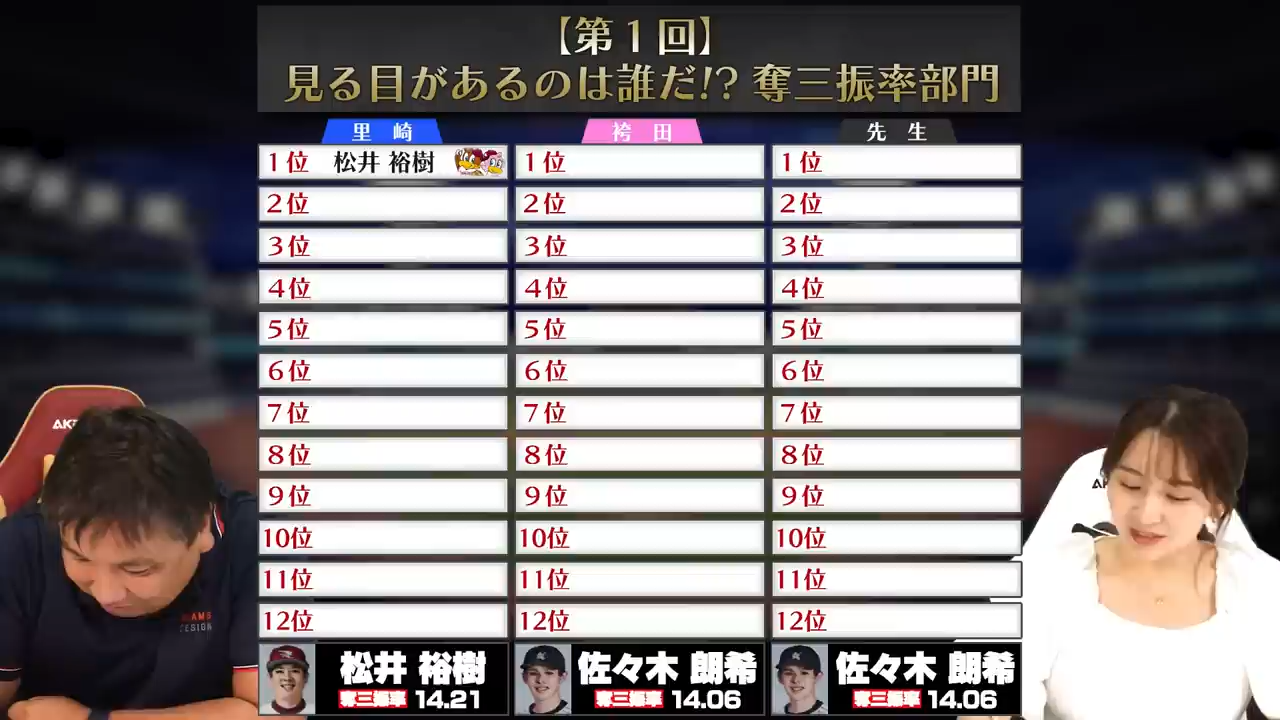 【第1回】
見る目があるのは誰だ!? 奪三振率部門
里崎 袴田 先生
1位 松井 裕樹 1位 1位
2位 2位 2位
3位 3位 3位
4位 4位 4位
5位 5位 5位
6位 6位 6位
7位 7位 7位
8位 8位 8位
9位 9位 9位
10位 10位 10位
11位 11位 11位
12位 12位 12位
松井 裕樹 佐々木 朗希 佐々木 朗希
奪三振率 14.21 奪三振率 14.06 奪三振率 14.06